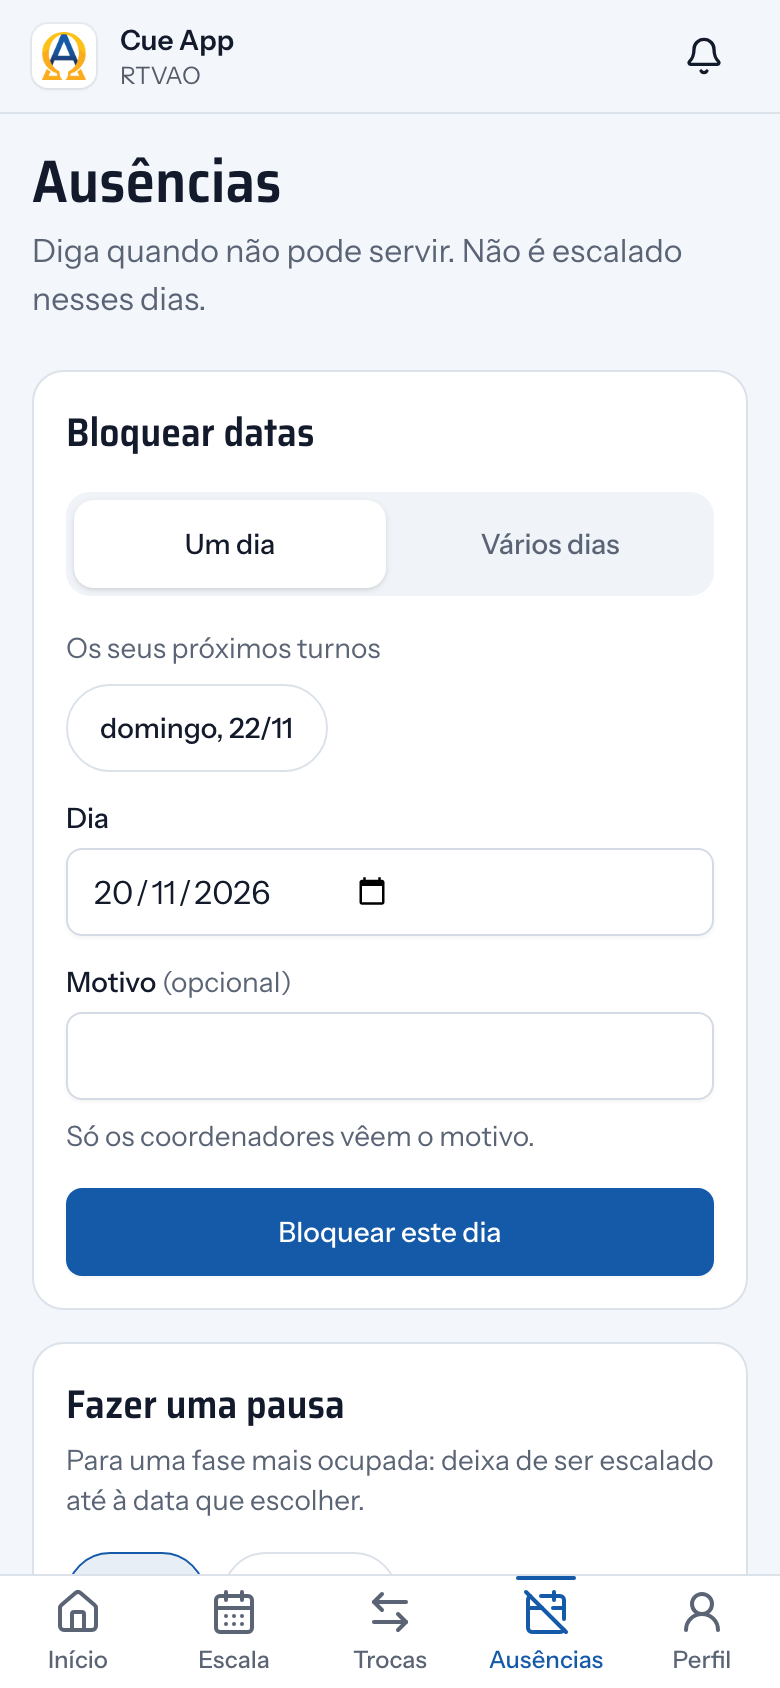 Cue App
RTVAO
Ausências
Diga quando não pode servir. Não é escalado
nesses dias.
Bloquear datas
Um dia
Vários dias
Os seus próximos turnos
domingo, 22/11
Dia
20/11/2026
Motivo (opcional)
Só os coordenadores vêem o motivo.
Bloquear este dia
Fazer uma pausa
Para uma fase mais ocupada: deixa de ser escalado
até à data que escolher.
Início
Escala
Trocas
Ausências
Perfil